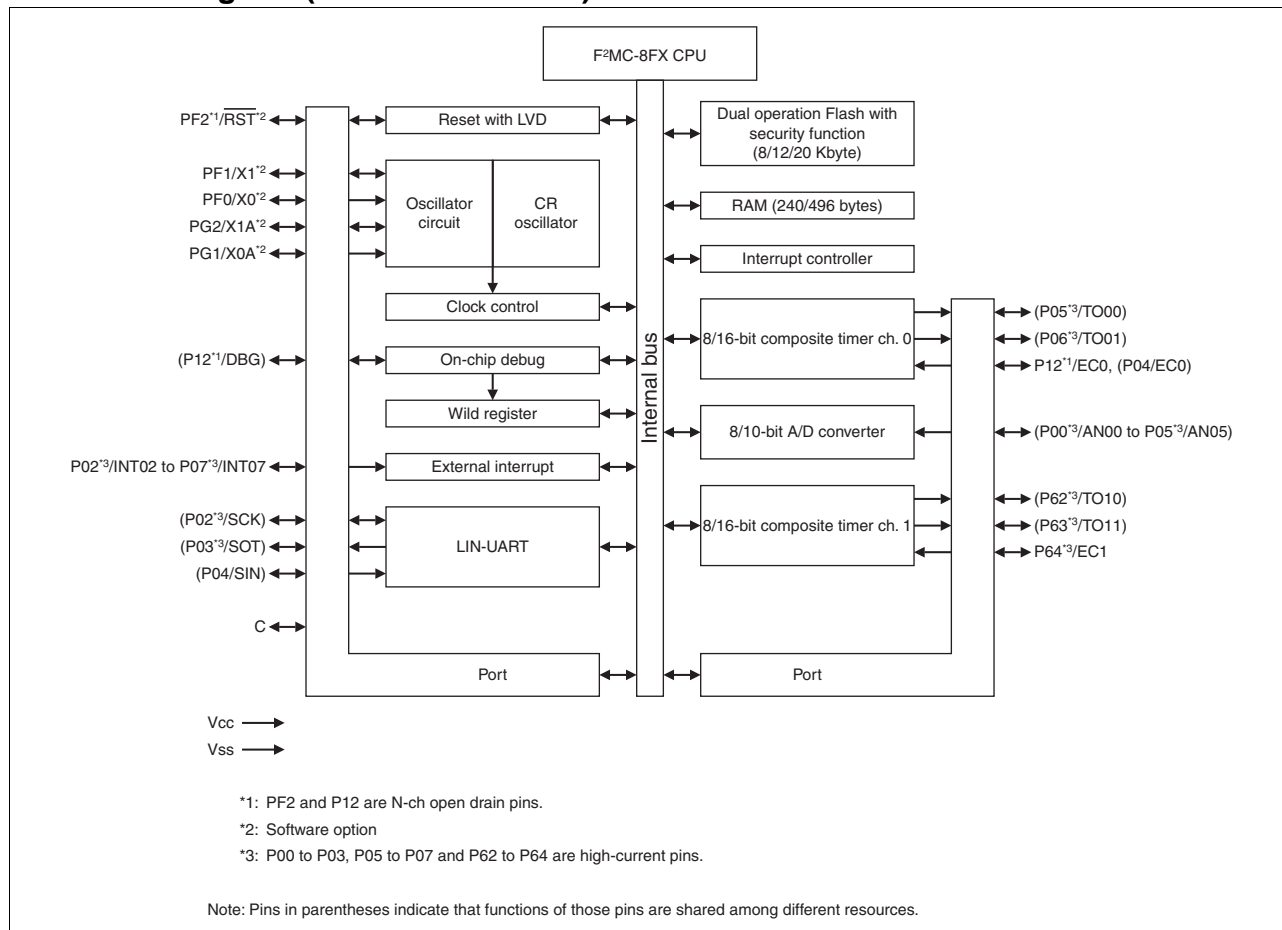 F²MC-8FX CPU
PF2*1/RST*2
PF1/X1*2
PF0/X0*2
PG2/X1A*2
PG1/X0A*2
(P12*1/DBG)
P02*3/INT02 to P07*3/INT07
(P02*3/SCK)
(P03*3/SOT)
(P04/SIN)
C
Reset with LVD
Oscillator
circuit
CR
oscillator
Clock control
On-chip debug
Wild register
External interrupt
LIN-UART
Port
Internal bus
Dual operation Flash with
security function
(8/12/20 Kbyte)
RAM (240/496 bytes)
Interrupt controller
8/16-bit composite timer ch. 0
8/10-bit A/D converter
8/16-bit composite timer ch. 1
Port
(P05*3/TO00)
(P06*3/TO01)
P12*1/EC0, (P04/EC0)
(P00*3/AN00 to P05*3/AN05)
(P62*3/TO10)
(P63*3/TO11)
P64*3/EC1
Vcc
Vss
*1: PF2 and P12 are N-ch open drain pins.
*2: Software option
*3: P00 to P03, P05 to P07 and P62 to P64 are high-current pins.
Note: Pins in parentheses indicate that functions of those pins are shared among different resources.